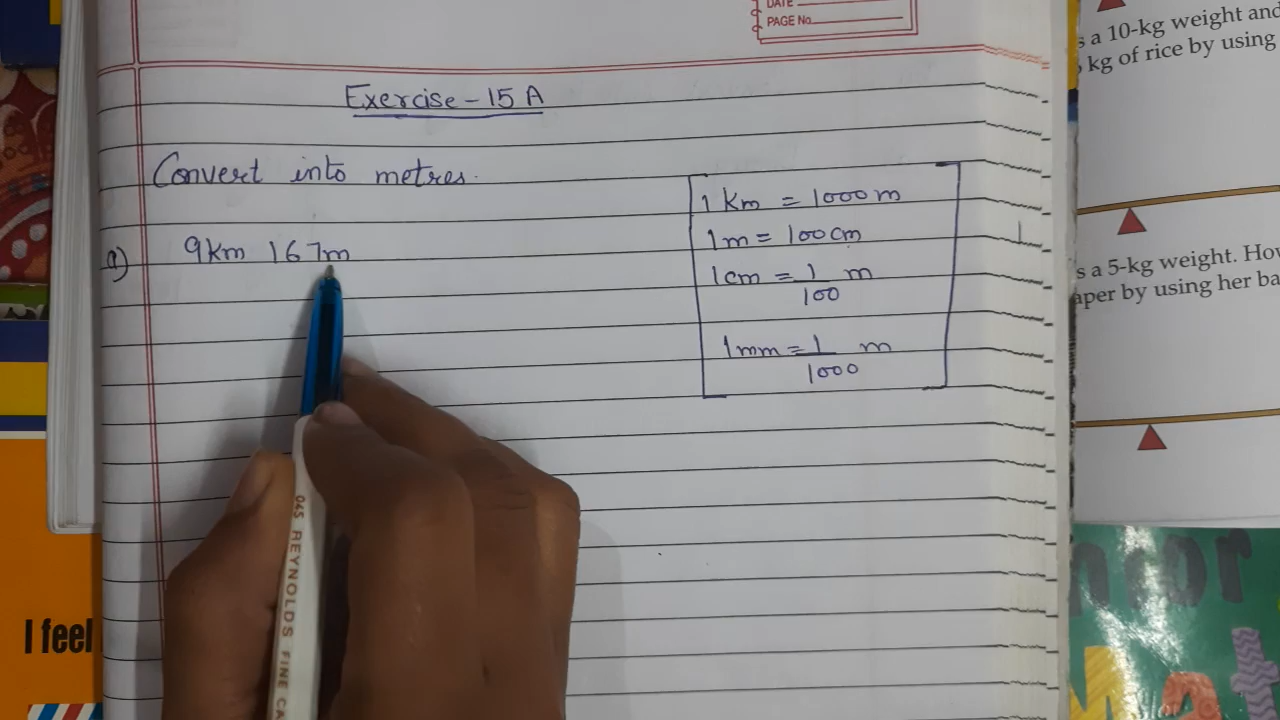 DATE
PAGE No.
Exercise - 15 A
Convert into metres.
a) 9km 167m
1 Km = 1000 m
1m = 100 cm
1cm = 1/100 m
1mm = 1/1000 m
s a 10-kg weight and
kg of rice by using
s a 5-kg weight. How
aper by using her ba
I feel
045 REYNOLDS FINE CA